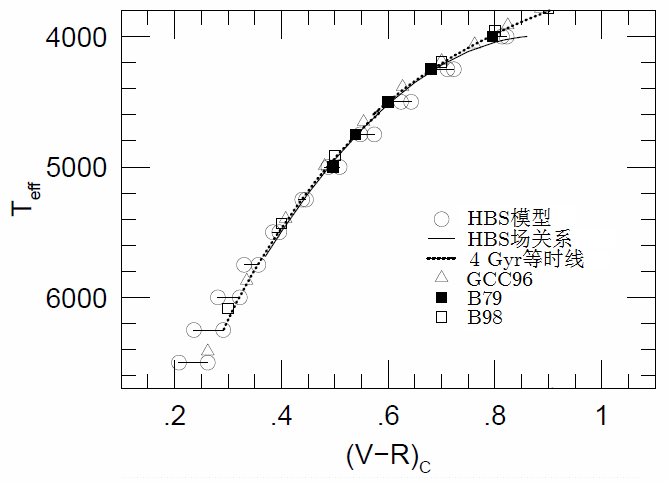 4000
5000
6000
T_eff
HBS模型
HBS场关系
4 Gyr等时线
GCC96
B79
B98
.2 .4 .6 .8 1
(V−R)_C